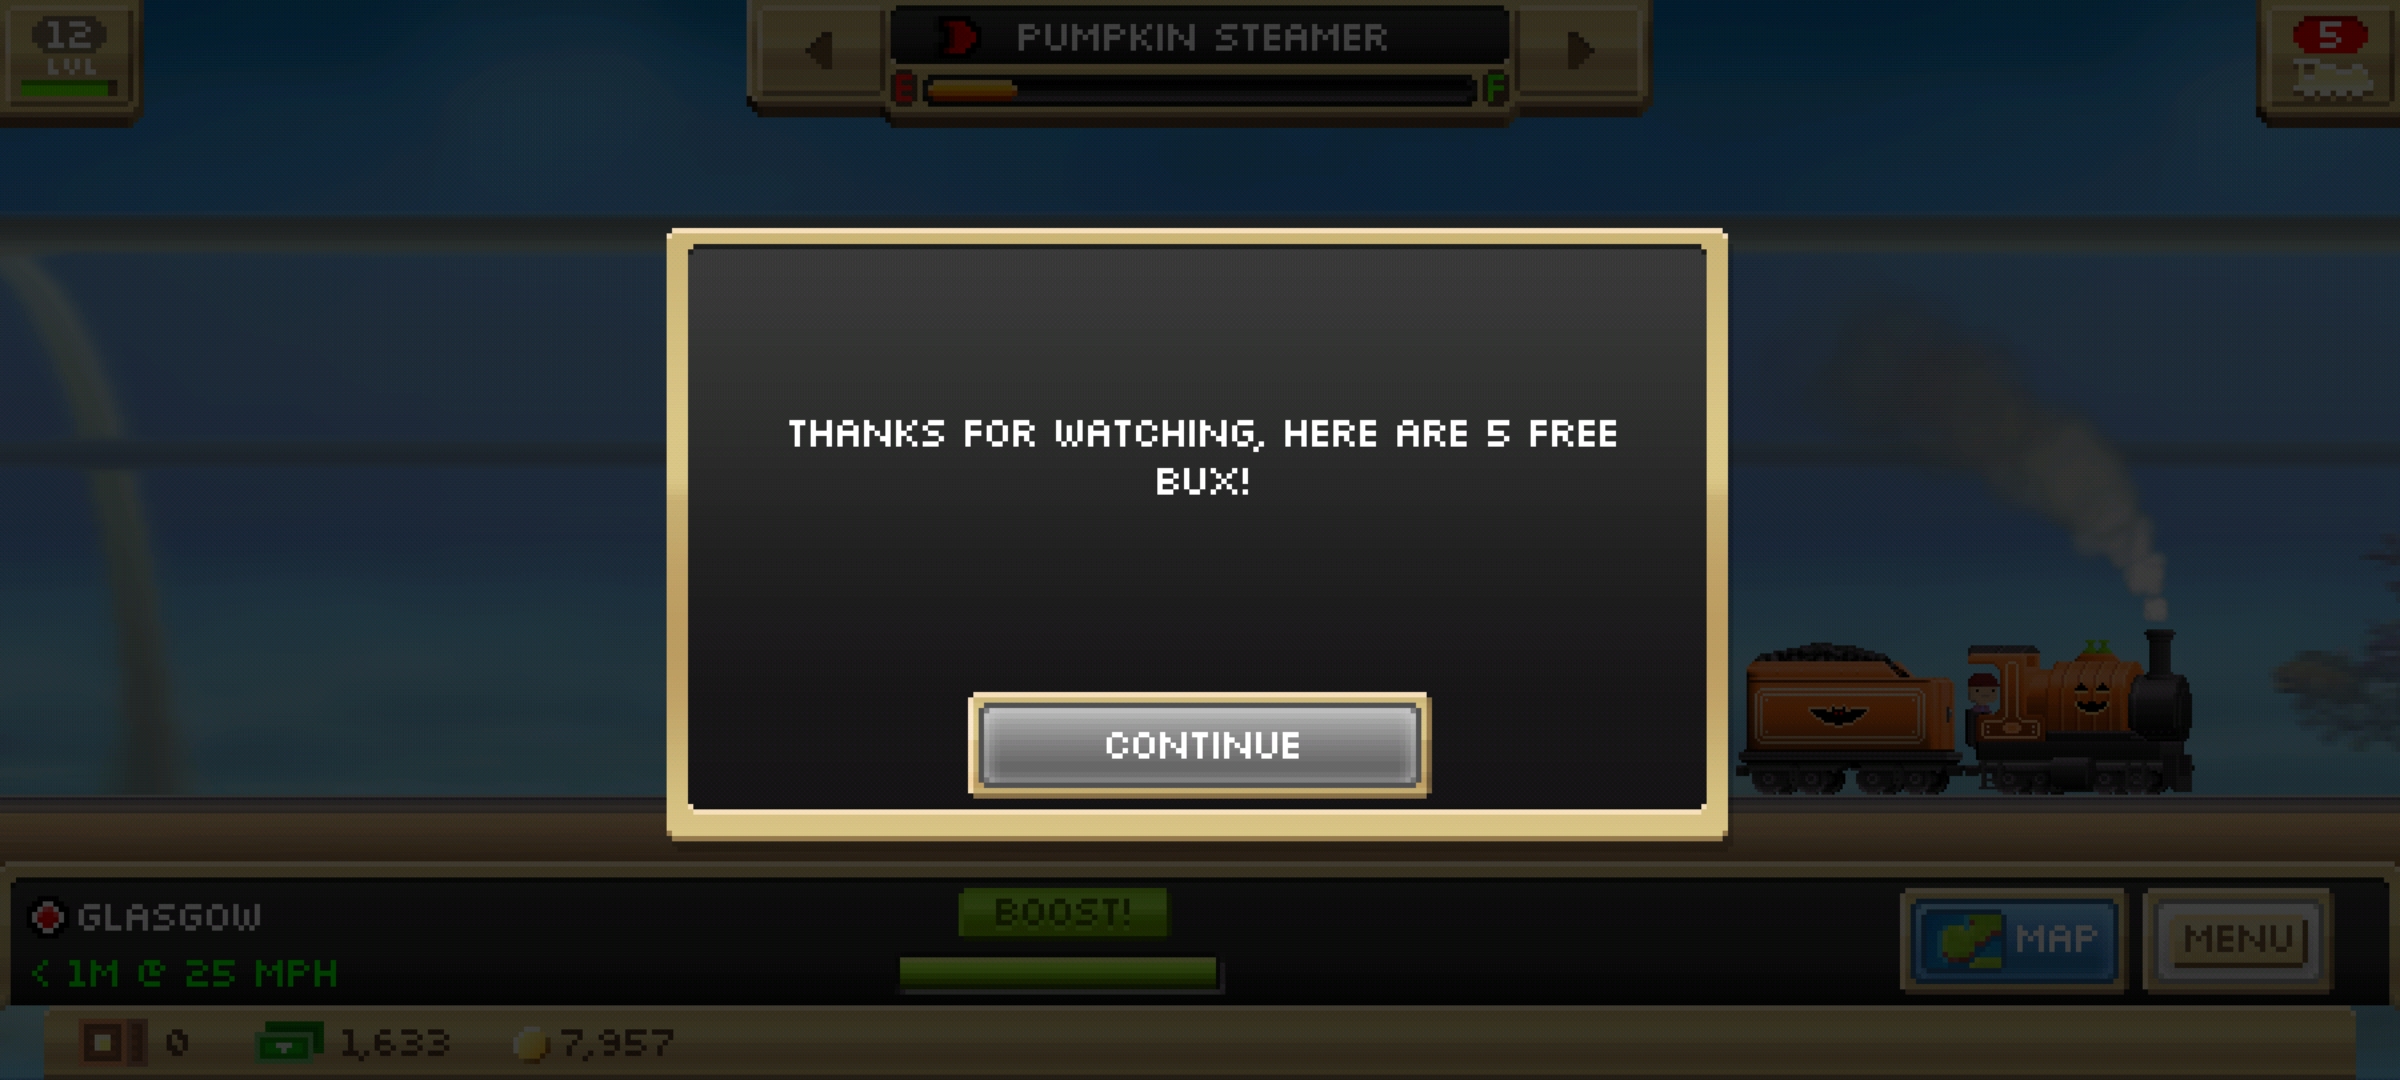 12
LVL
PUMPKIN STEAMER
E F
5
THANKS FOR WATCHING, HERE ARE 5 FREE
BUX!
CONTINUE
GLASGOW
< 1M @ 25 MPH
BOOST!
MAP
MENU
0 1,633 7,957